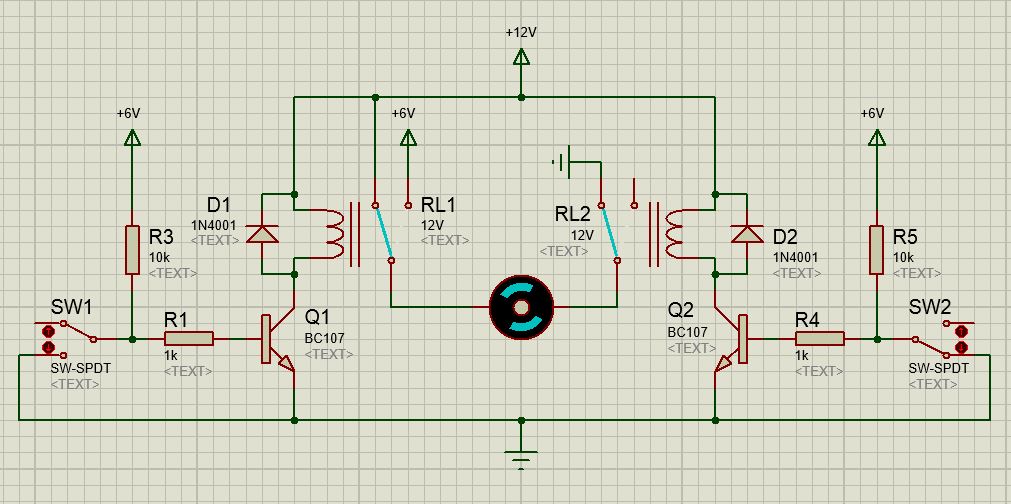 +12V
+6V
+6V
+6V
D1
1N4001
<TEXT>
RL1
12V
<TEXT>
RL2
12V
<TEXT>
D2
1N4001
<TEXT>
R3
10k
<TEXT>
R5
10k
<TEXT>
SW1
SW-SPDT
<TEXT>
R1
1k
<TEXT>
Q1
BC107
<TEXT>
Q2
BC107
<TEXT>
R4
1k
<TEXT>
SW2
SW-SPDT
<TEXT>